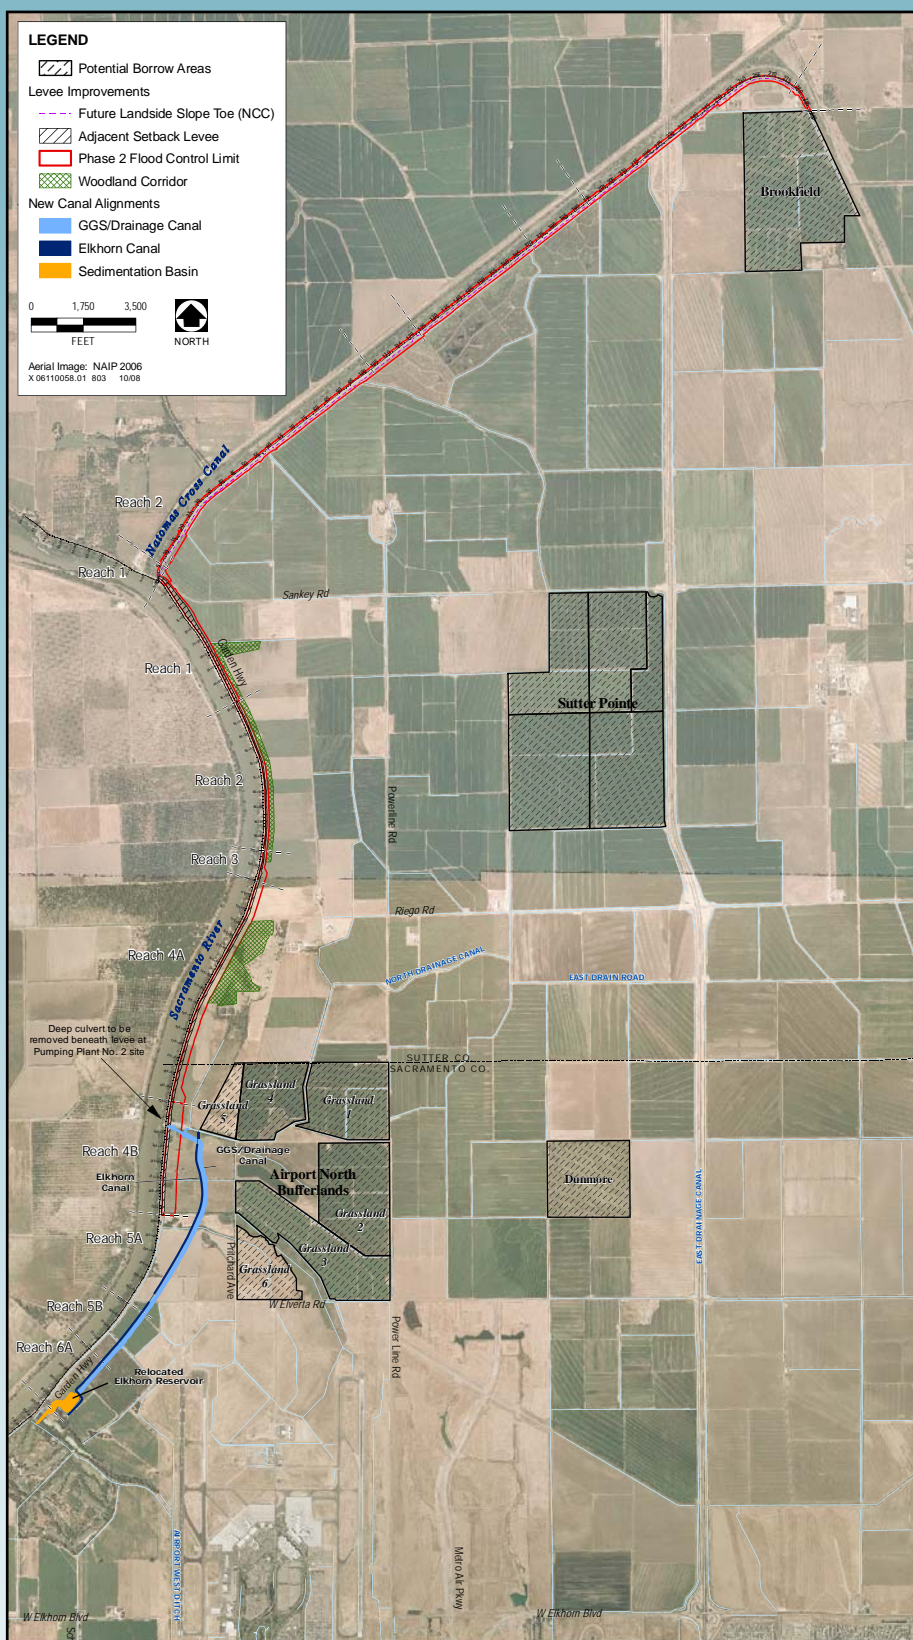 LEGEND
Potential Borrow Areas
Levee Improvements
Future Landside Slope Toe (NCC)
Adjacent Setback Levee
Phase 2 Flood Control Limit
Woodland Corridor
New Canal Alignments
GGS/Drainage Canal
Elkhorn Canal
Sedimentation Basin
0 1,750 3,500
FEET
NORTH
Aerial Image: NAIP 2006
X 06110058.01 803 10/08
Brookfield
Natomas Cross Canal
Reach 2
Reach 1
Sankey Rd
Garden Hwy
Reach 1
Sutter Pointe
Reach 2
Powerline Rd
Reach 3
Riego Rd
Sacramento River
Reach 4A
NORTH DRAINAGE CANAL
EAST DRAIN ROAD
Deep culvert to be
removed beneath levee at
Pumping Plant No. 2 site
SUTTER CO.
SACRAMENTO CO.
Grassland
4
Grassland
5
Grassland
1
Reach 4B
GGS/Drainage
Canal
Elkhorn
Canal
Airport North
Bufferlands
Dunmore
Grassland
2
EAST DRAINAGE CANAL
Reach 5A
Grassland
3
Pritchard Ave
Grassland
6
W Elverta Rd
Reach 5B
Reach 6A
Power Line Rd
Garden Hwy
Relocated
Elkhorn Reservoir
AIRPORT WEST DITCH
Metro Air Pkwy
W Elkhorn Blvd
W Elkhorn Blvd